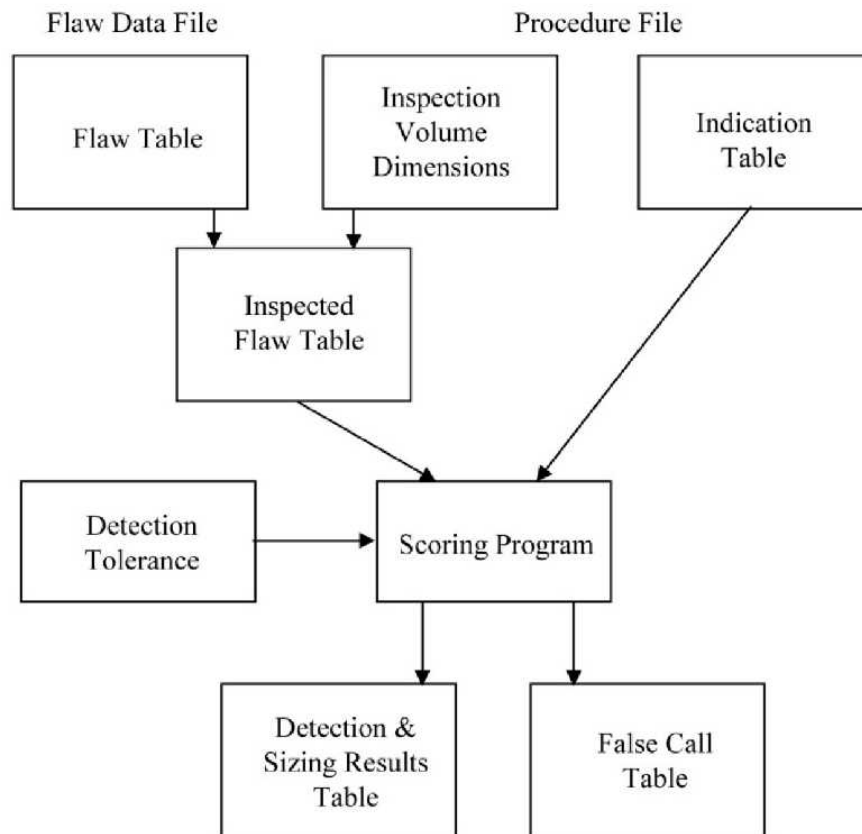 Flaw Data File
Procedure File
Flaw Table
Inspection
Volume
Dimensions
Indication
Table
Inspected
Flaw Table
Detection
Tolerance
Scoring Program
Detection &
Sizing Results
Table
False Call
Table